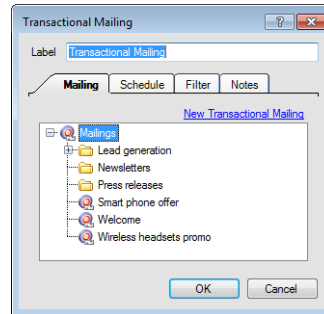 Transactional Mailing
Label Transactional Mailing
Mailing Schedule Filter Notes
New Transactional Mailing
Mailings
Lead generation
Newsletters
Press releases
Smart phone offer
Welcome
Wireless headsets promo
OK Cancel